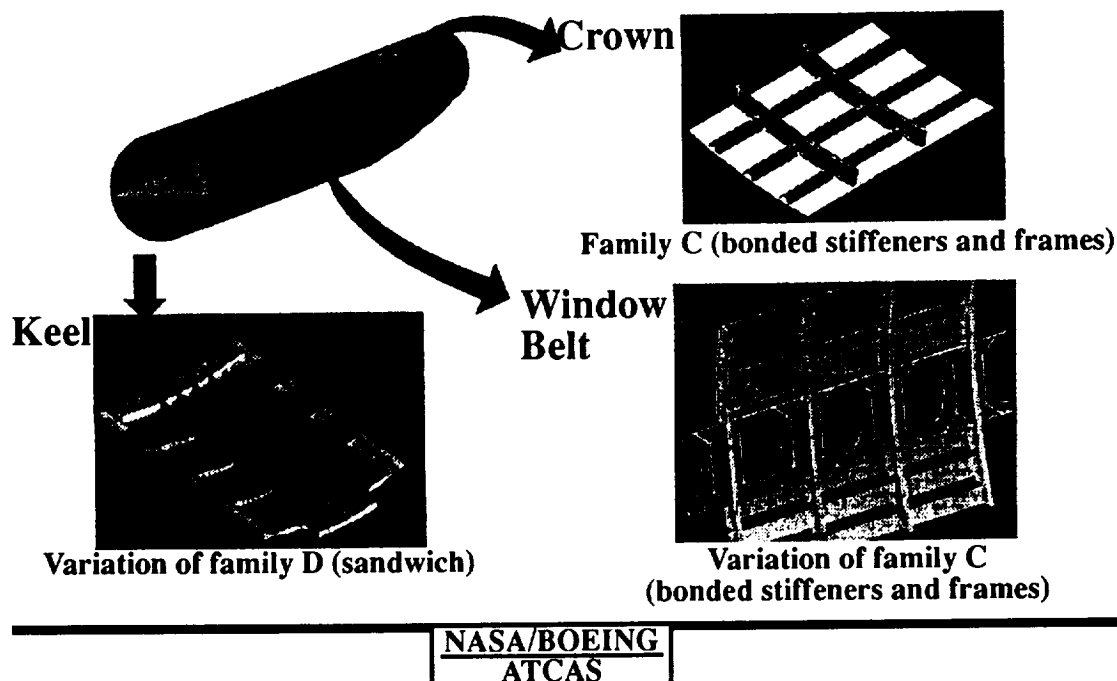 Crown
Family C (bonded stiffeners and frames)
Keel
Window
Belt
Variation of family D (sandwich)
Variation of family C
(bonded stiffeners and frames)
NASA/BOEING
ATCAS